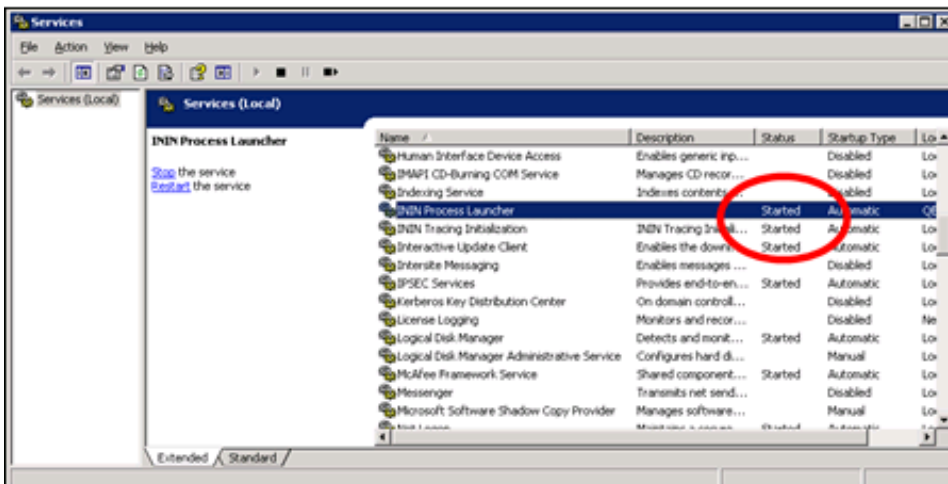 Services
File Action View Help
Services (Local)
Services (Local)
ININ Process Launcher
Stop the service
Restart the service
Name Description Status Startup Type
Human Interface Device Access Enables generic inp... Disabled
IMAPI CD-Burning COM Service Manages CD recor... Disabled
Indexing Service Indexes contents
ININ Process Launcher Started Automatic
ININ Tracing Initialization ININ Tracing Started Automatic
Interactive Update Client Enables the Started Automatic
Intersite Messaging Enables messages ... Disabled
IPSEC Services Provides end-to-en... Started Automatic
Kerberos Key Distribution Center On domain controll... Disabled
License Logging Monitors and recor... Disabled
Logical Disk Manager Detects and monit... Started Automatic
Logical Disk Manager Administrative Service Configures hard di... Manual
McAfee Framework Service Shared component... Started Automatic
Messenger Transmits net send... Disabled
Microsoft Software Shadow Copy Provider Manages software... Manual
Extended Standard